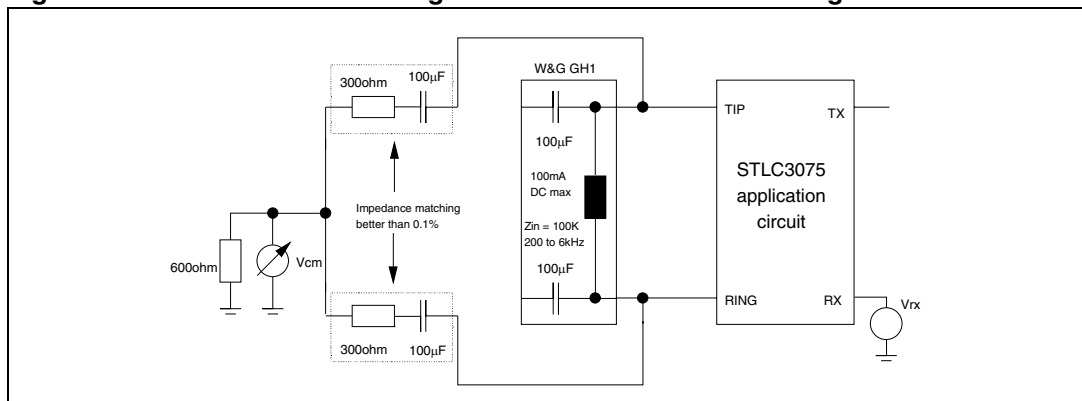 W&G GH1
100μF
300ohm
100μF
TIP
TX
100μF
STLC3075
application
circuit
100mA
DC max
Impedance matching
better than 0.1%
Zin = 100K
200 to 6kHz
600ohm
Vcm
100μF
RING
RX
Vrx
300ohm
100μF